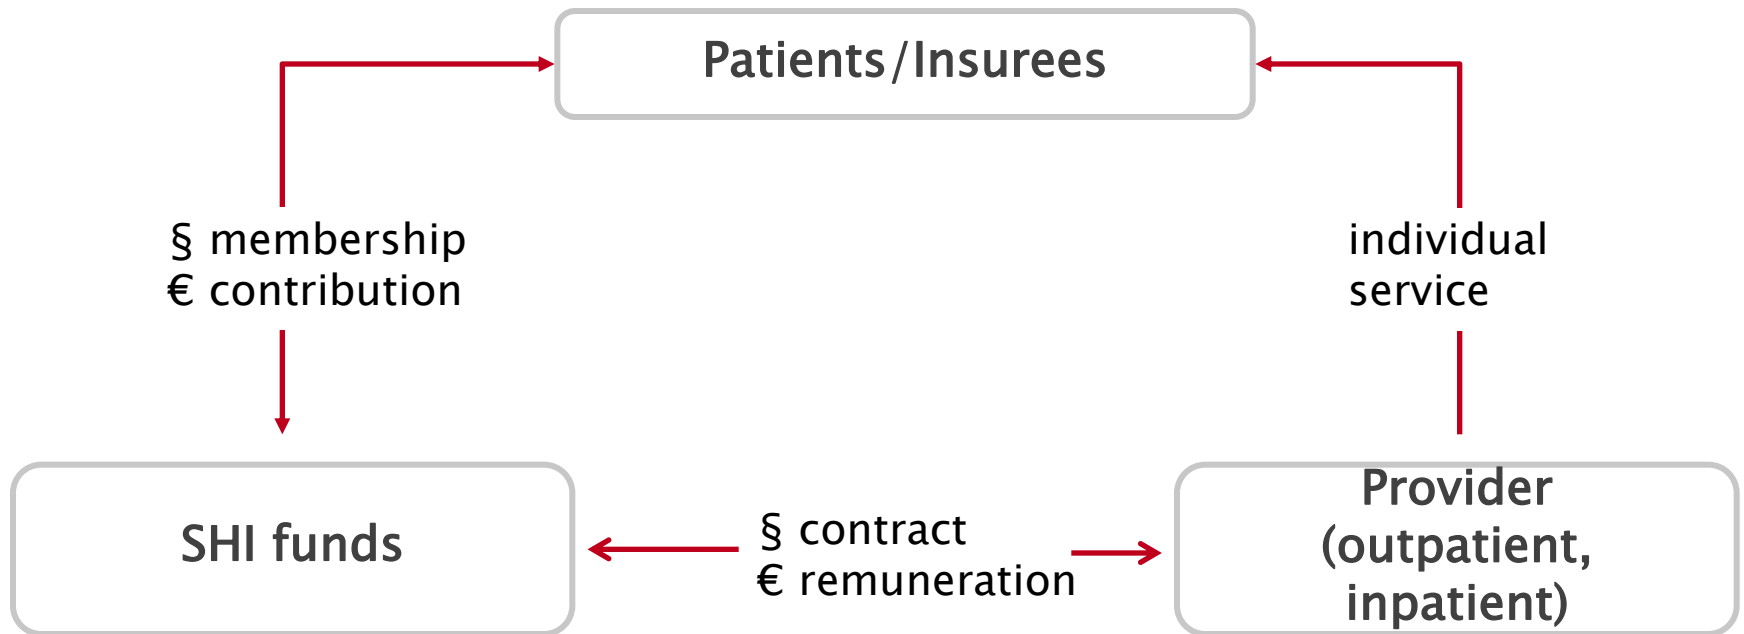 Patients/Insurees
§ membership
€ contribution
individual
service
SHI funds
§ contract
€ remuneration
Provider
(outpatient,
inpatient)